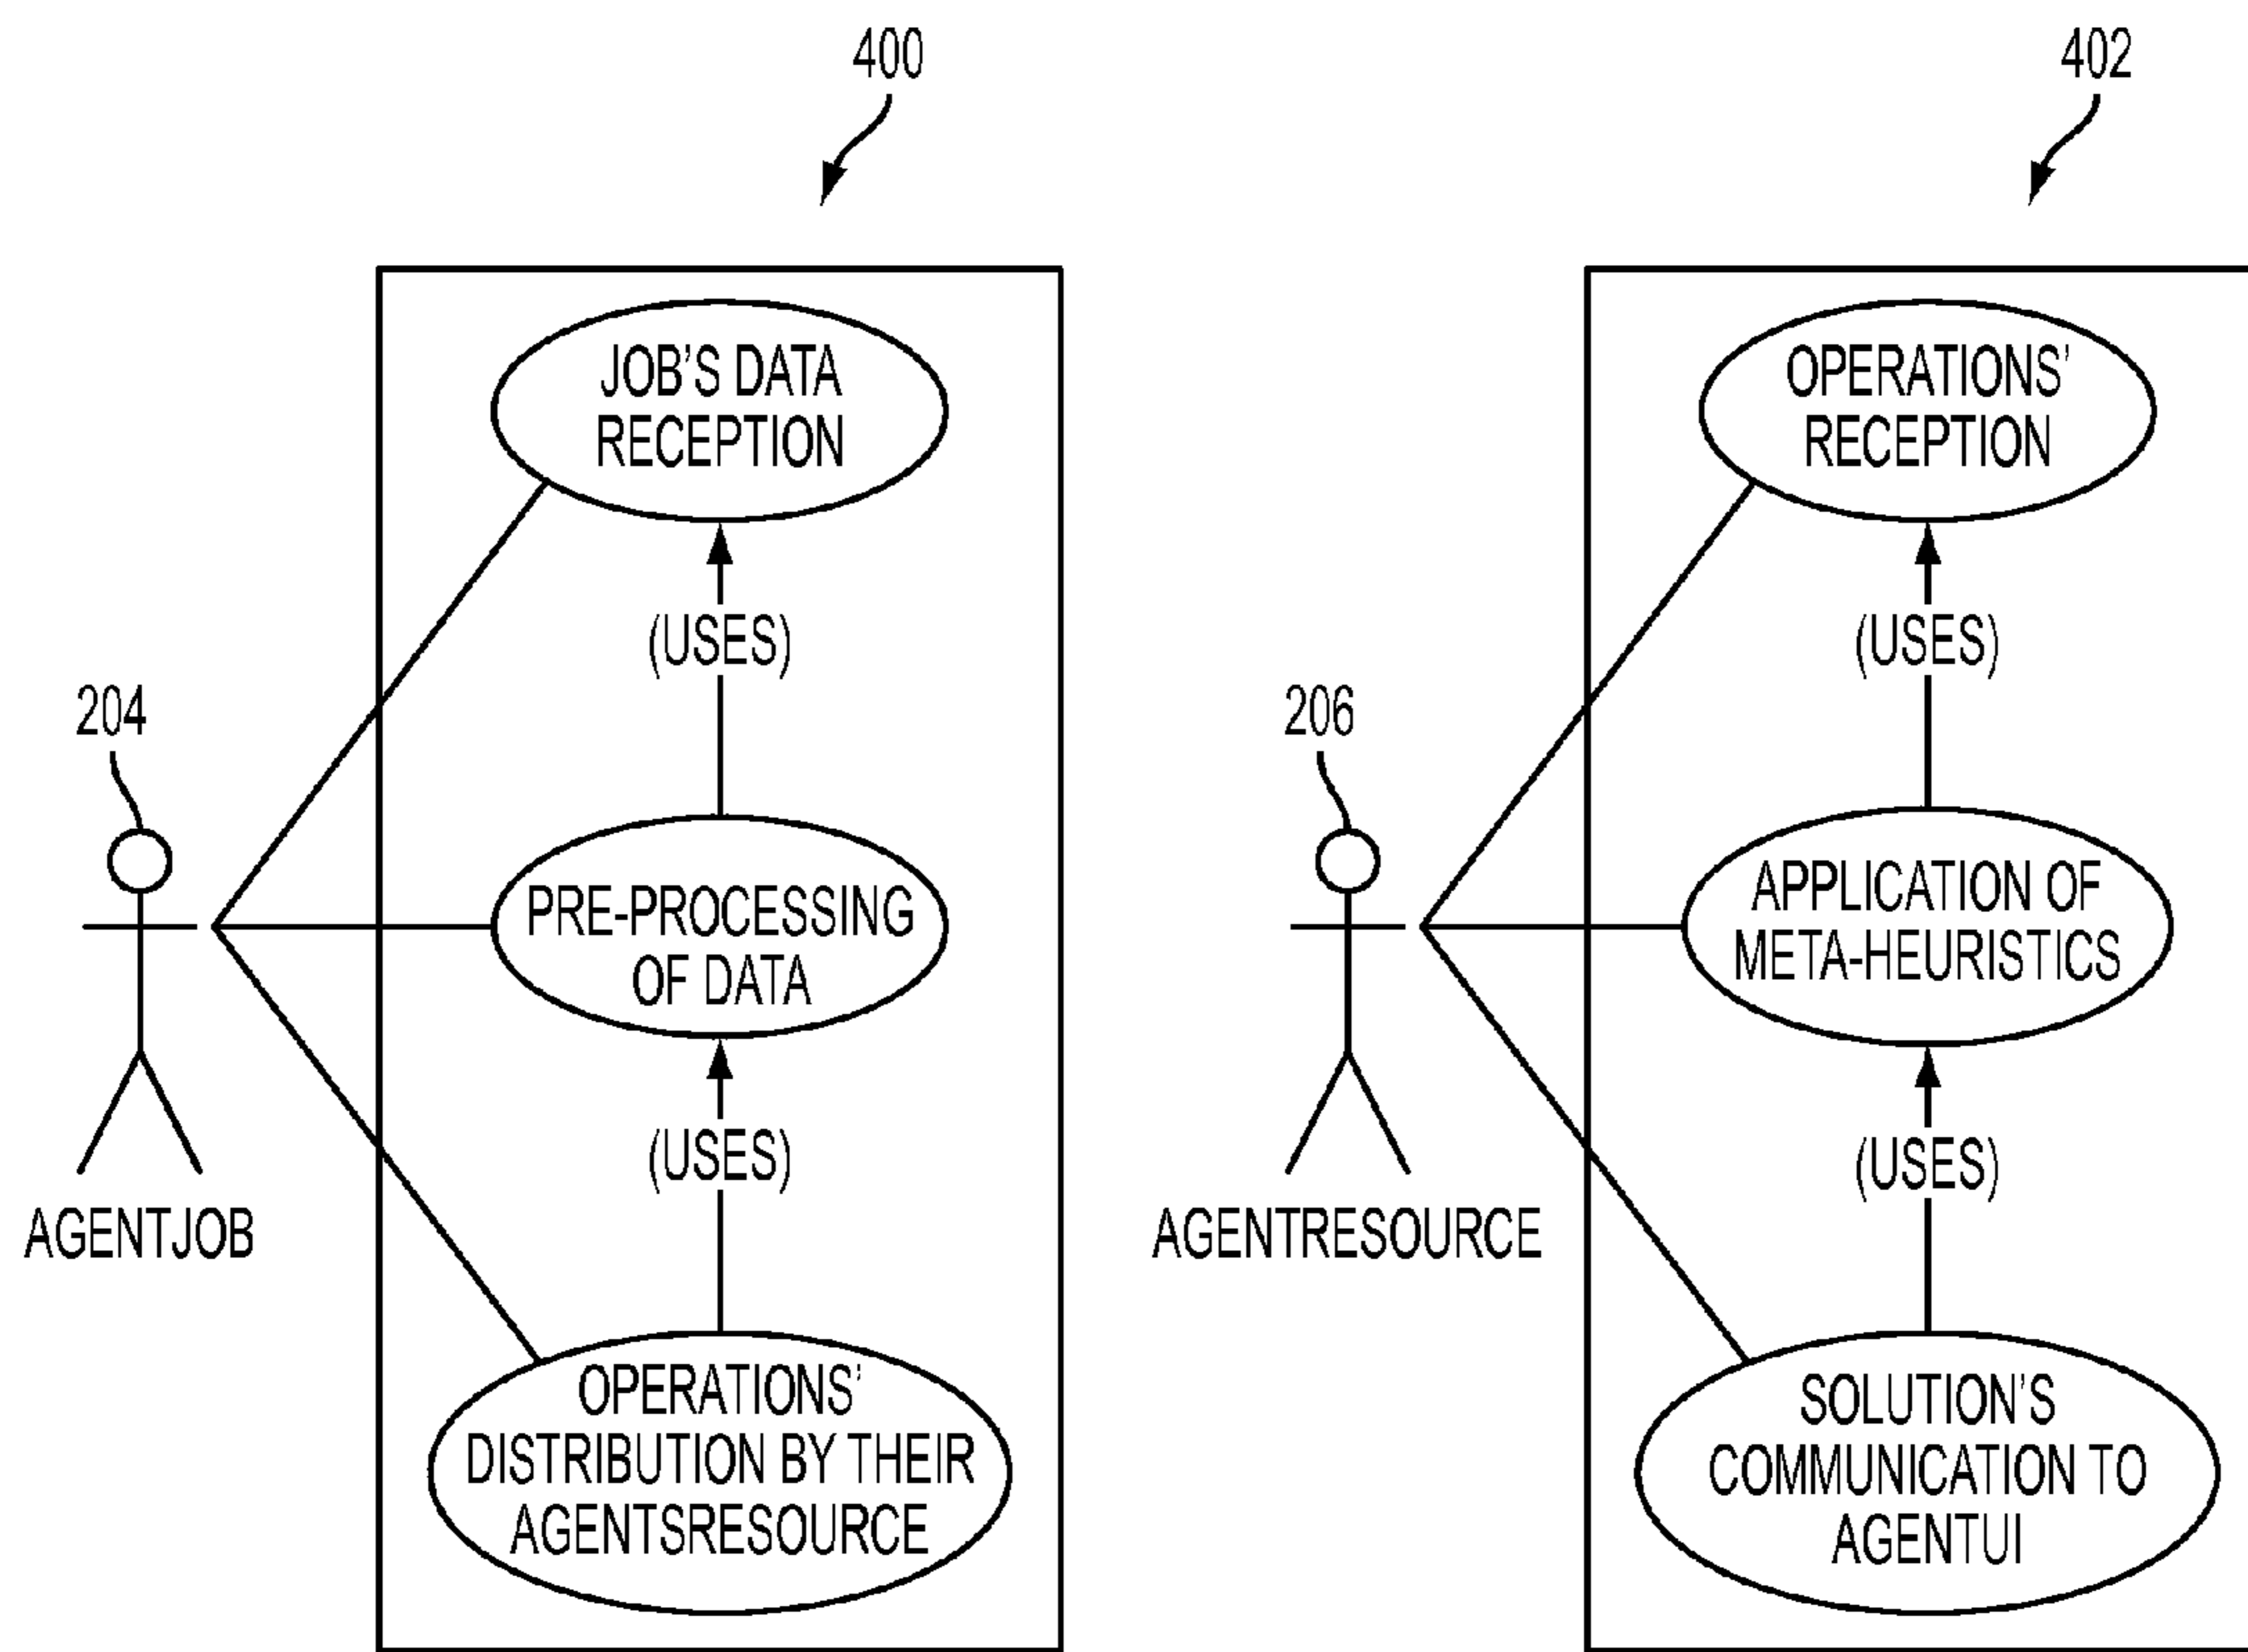 400
JOB'S DATA
RECEPTION
(USES)
204
PRE-PROCESSING
OF DATA
(USES)
AGENTJOB
OPERATIONS'
DISTRIBUTION BY THEIR
AGENTSRESOURCE
402
OPERATIONS'
RECEPTION
(USES)
206
APPLICATION OF
META-HEURISTICS
(USES)
AGENTRESOURCE
SOLUTION'S
COMMUNICATION TO
AGENTUI